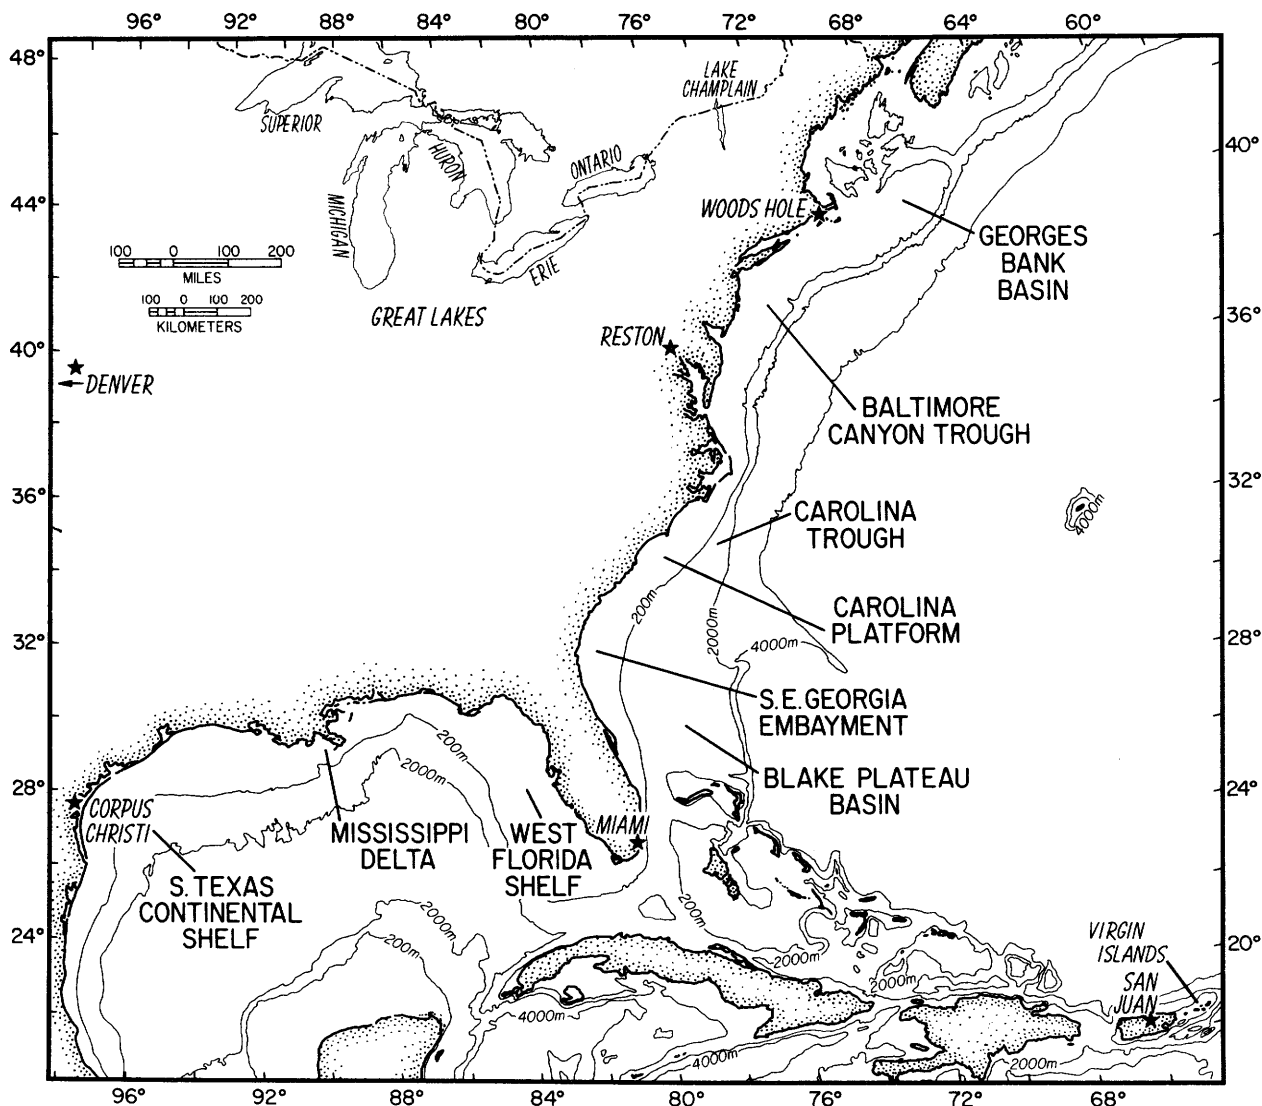 96° 92° 88° 84° 80° 76° 72° 68° 64° 60°
48°
LAKE
CHAMPLAIN
SUPERIOR
HURON
ONTARIO
40°
44°
MICHIGAN
WOODS HOLE
GEORGES
BANK
BASIN
ERIE
100 0 100 200
MILES
100 0 100 200
KILOMETERS
GREAT LAKES
36°
RESTON
40°
DENVER
BALTIMORE
CANYON TROUGH
36°
32°
4000m
CAROLINA
TROUGH
200m
2000m
CAROLINA
PLATFORM
4000m
32°
28°
S.E. GEORGIA
EMBAYMENT
200m
2000m
BLAKE PLATEAU
BASIN
28°
24°
CORPUS
CHRISTI
MISSISSIPPI
DELTA
WEST
FLORIDA
SHELF
MIAMI
S. TEXAS
CONTINENTAL
SHELF
2000m
200m
200m
2000m
2000m
24°
20°
VIRGIN
ISLANDS
SAN
JUAN
4000m
4000m
2000m
96° 92° 88° 84° 80° 76° 72° 68°